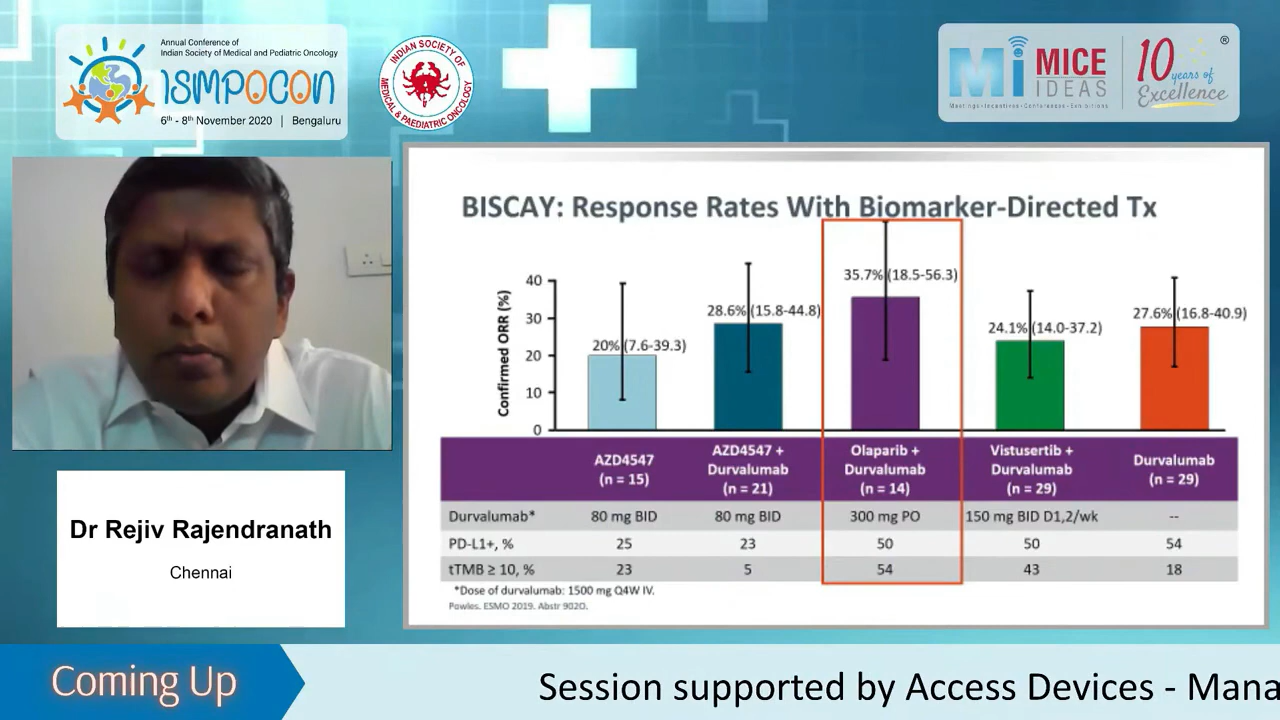 Annual Conference of
Indian Society of Medical and Pediatric Oncology
ISMPOCON
6th - 8th November 2020 | Bengaluru
INDIAN SOCIETY OF
MEDICAL & PAEDIATRIC ONCOLOGY
Mi MICE
IDEAS
Meetings • Incentives • Conferences • Exhibitions
10 years of
Excellence
®
BISCAY: Response Rates With Biomarker-Directed Tx
Confirmed ORR (%)
40
30
20
10
0
20% (7.6-39.3)
28.6% (15.8-44.8)
35.7% (18.5-56.3)
24.1% (14.0-37.2)
27.6% (16.8-40.9)
AZD4547 (n = 15)
AZD4547 + Durvalumab (n = 21)
Olaparib + Durvalumab (n = 14)
Vistusertib + Durvalumab (n = 29)
Durvalumab (n = 29)
Durvalumab* 80 mg BID 80 mg BID 300 mg PO 150 mg BID D1,2/wk --
PD-L1+, % 25 23 50 50 54
tTMB ≥ 10, % 23 5 54 43 18
*Dose of durvalumab: 1500 mg Q4W IV.
Powles. ESMO 2019. Abstr 902O.
Dr Rejiv Rajendranath
Chennai
Coming Up
Session supported by Access Devices - Mana